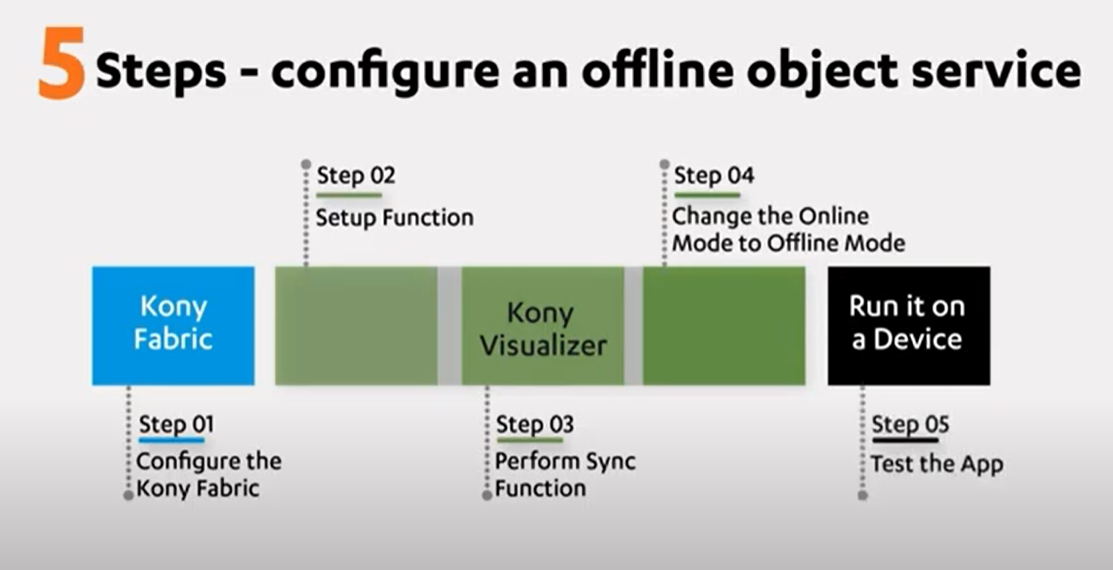 5 Steps - configure an offline object service
Step 02
Setup Function
Step 04
Change the Online
Mode to Offline Mode
Kony
Fabric
Kony
Visualizer
Run it on
a Device
Step 01
Configure the
Kony Fabric
Step 03
Perform Sync
Function
Step 05
Test the App